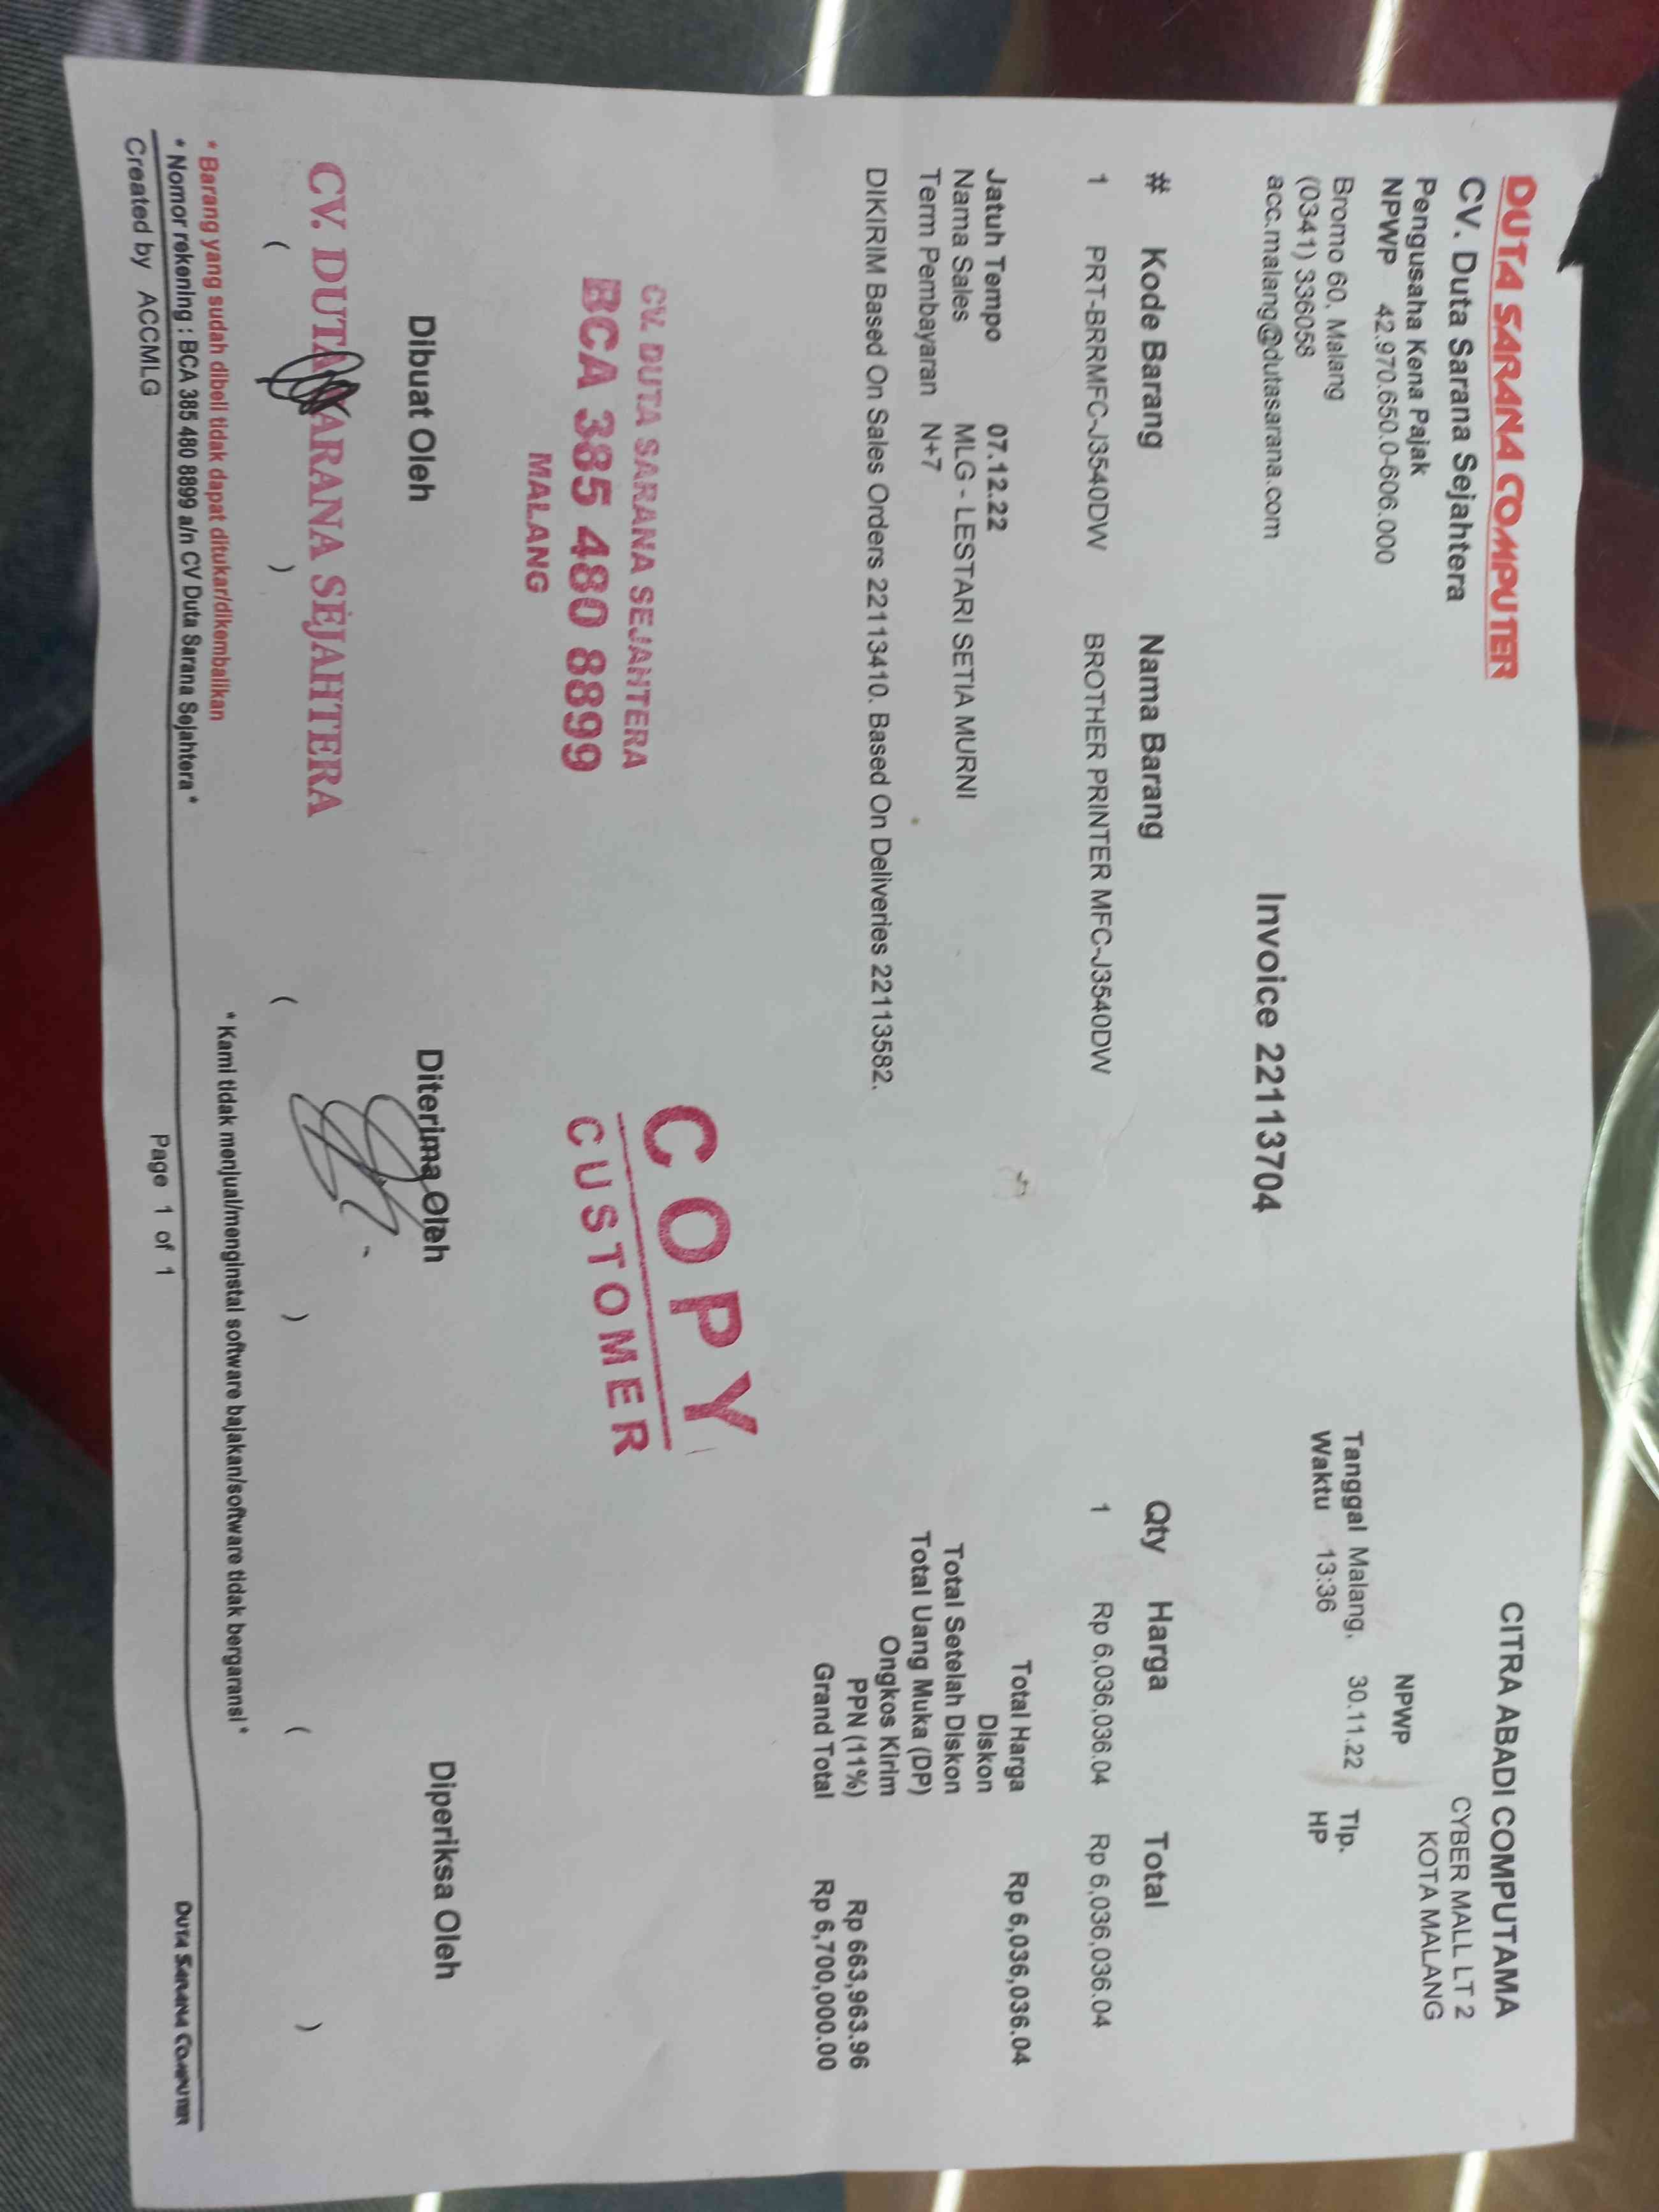 DUTA SARANA COMPUTER
CV. Duta Sarana Sejahtera
Pengusaha Kena Pajak
NPWP 42.970.650.0-606.000
Bromo 60, Malang
(0341) 336058
acc.malang@dutasarana.com
CITRA ABADI COMPUTAMA
CYBER MALL LT 2
KOTA MALANG
NPWP
Tanggal Malang, 30.11.22 Tlp.
Waktu 13:36 HP
Invoice 22113704
# Kode Barang Nama Barang Qty Harga Total
1 PRT-BRRMFC-J3540DW BROTHER PRINTER MFC-J3540DW 1 Rp 6,036,036.04 Rp 6,036,036.04
Jatuh Tempo 07.12.22
Nama Sales MLG - LESTARI SETIA MURNI
Term Pembayaran N+7
DIKIRIM Based On Sales Orders 22113410. Based On Deliveries 22113582.
Total Harga Rp 6,036,036.04
Diskon
Total Setelah Diskon
Total Uang Muka (DP)
Ongkos Kirim
PPN (11%) Rp 663,963.96
Grand Total Rp 6,700,000.00
CV. DUTA SARANA SEJAHTERA
BCA 385 480 8899
MALANG
COPY
CUSTOMER
Dibuat Oleh Diterima Oleh Diperiksa Oleh
CV. DUTA SARANA SEJAHTERA
( ) ( ) ( )
* Barang yang sudah dibeli tidak dapat ditukar/dikembalikan
* Kami tidak menjual/menginstal software bajakan/software tidak bergaransi *
* Nomor rekening : BCA 385 480 8899 a/n CV Duta Sarana Sejahtera *
Created by ACCMLG Page 1 of 1 DUTA SARANA COMPUTER